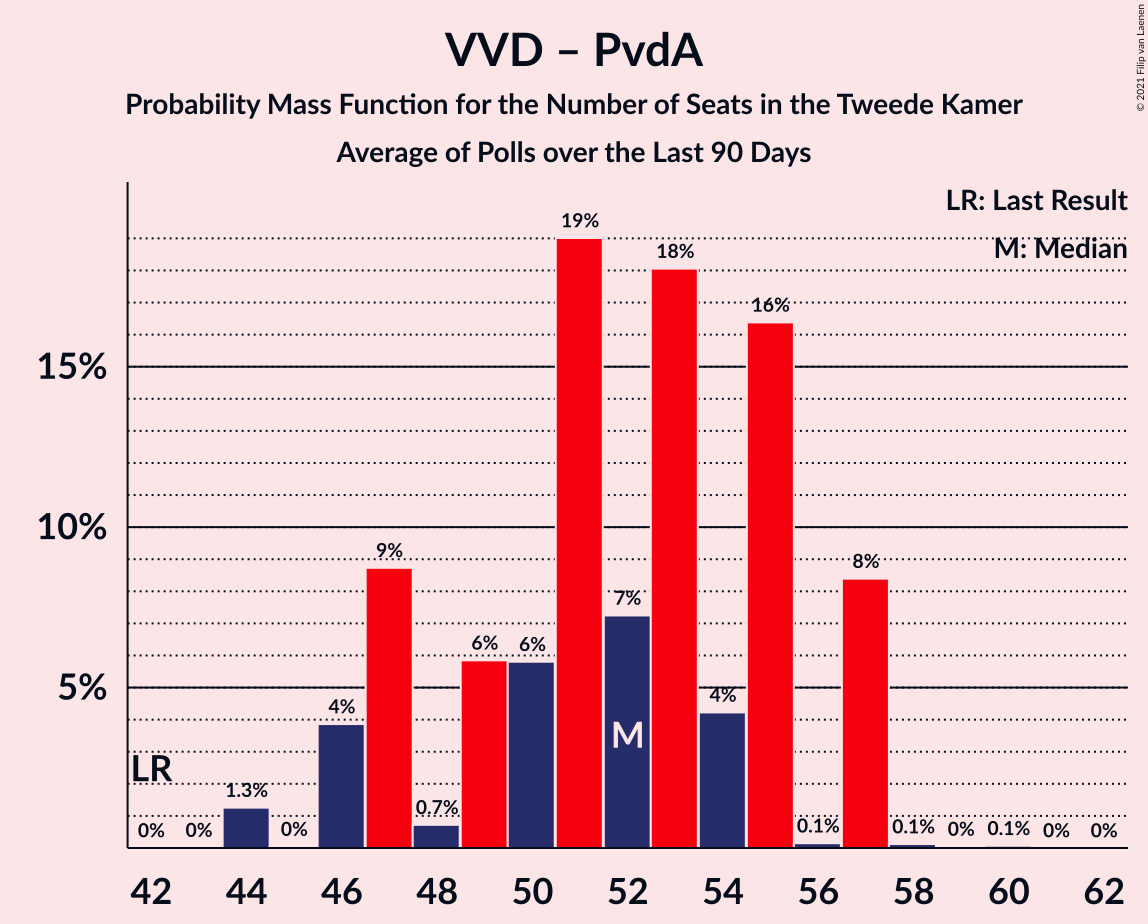 VVD – PvdA
Probability Mass Function for the Number of Seats in the Tweede Kamer
Average of Polls over the Last 90 Days
© 2021 Filip van Laenen
LR: Last Result
M: Median
19%
18%
16%
15%
10%
9%
8%
7%
6%
6%
5%
4%
4%
M
LR
1.3%
0.7%
0%
0%
0%
0.1%
0.1%
0%
0.1%
0%
0%
42 44 46 48 50 52 54 56 58 60 62